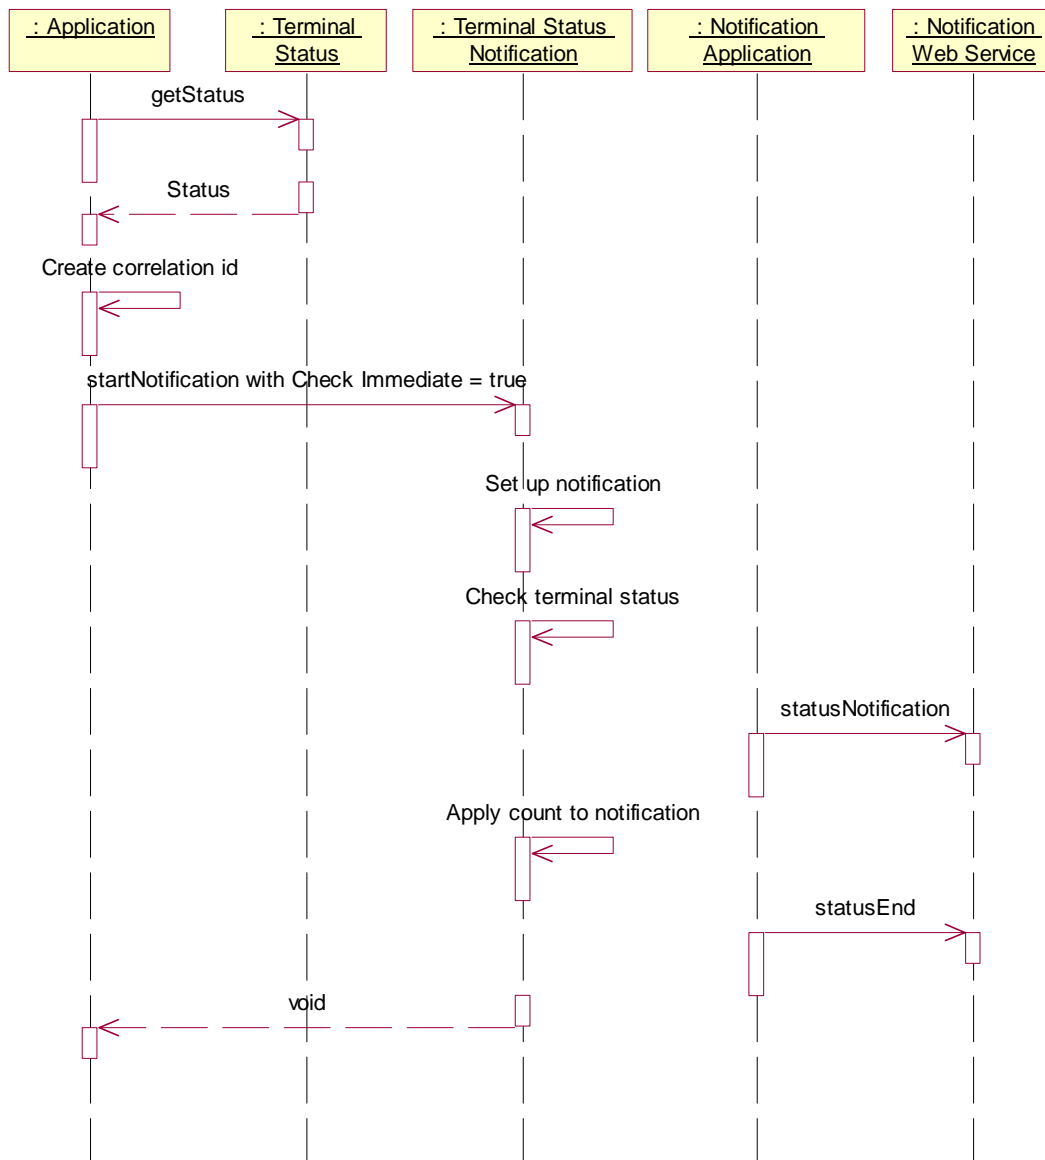 : Application
: Terminal
Status
: Terminal Status
Notification
: Notification
Application
: Notification
Web Service
getStatus
Status
Create correlation id
startNotification with Check Immediate = true
Set up notification
Check terminal status
statusNotification
Apply count to notification
statusEnd
void